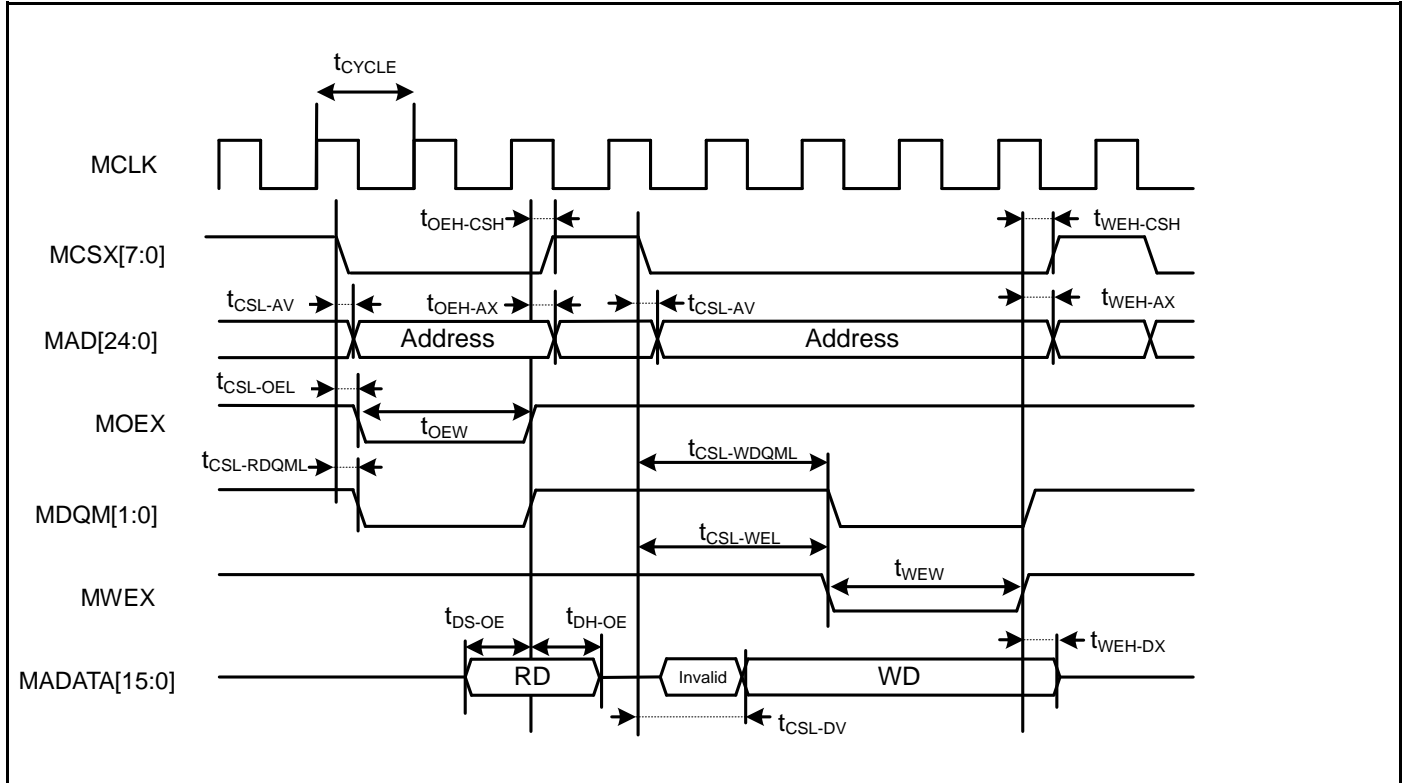 tCYCLE
MCLK
tOEH-CSH
tWEH-CSH
MCSX[7:0]
tCSL-AV
tOEH-AX
tCSL-AV
tWEH-AX
MAD[24:0]
Address
Address
tCSL-OEL
MOEX
tOEW
tCSL-RDQML
tCSL-WDQML
MDQM[1:0]
tCSL-WEL
MWEX
tWEW
tDS-OE
tDH-OE
tWEH-DX
MADATA[15:0]
RD
Invalid
WD
tCSL-DV